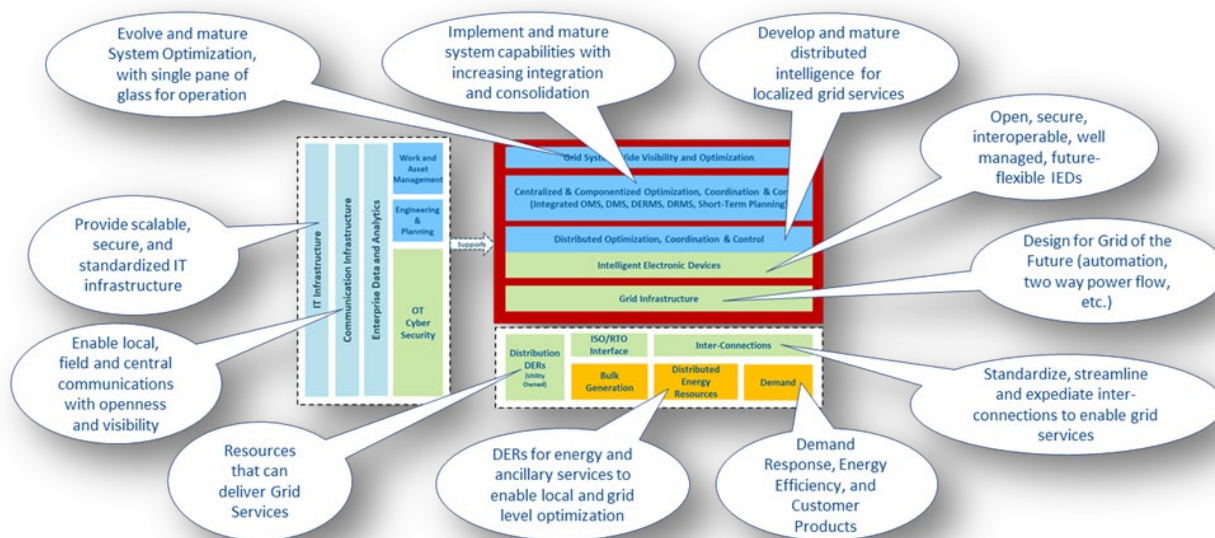 Evolve and mature
System Optimization,
with single pane of
glass for operation
Implement and mature
system capabilities with
increasing integration
and consolidation
Develop and mature
distributed
intelligence for
localized grid services
Open, secure,
interoperable, well
managed, future-
flexible IEDs
Provide scalable,
secure, and
standardized IT
infrastructure
IT Infrastructure
Communication Infrastructure
Enterprise Data and Analytics
Work and
Asset
Management
Engineering
&
Planning
OT
Cyber
Security
Supports
Grid System Wide Visibility and Optimization
Centralized & Componentized Optimization, Coordination &
(Integrated OMS, DMS, DERMS, DRMS, Short-Term Planning)
Distributed Optimization, Coordination & Control
Intelligent Electronic Devices
Grid Infrastructure
Design for Grid of the
Future (automation,
two way power flow,
etc.)
Enable local,
field and central
communications
with openness
and visibility
Distribution
DERs
(Utility
Owned)
ISO/RTO
Interface
Inter-Connections
Bulk
Generation
Distributed
Energy
Resources
Demand
Standardize, streamline
and expediate inter-
connections to enable grid
services
Resources
that can
deliver Grid
Services
DERs for energy and
ancillary services to
enable local and grid
level optimization
Demand
Response, Energy
Efficiency, and
Customer
Products